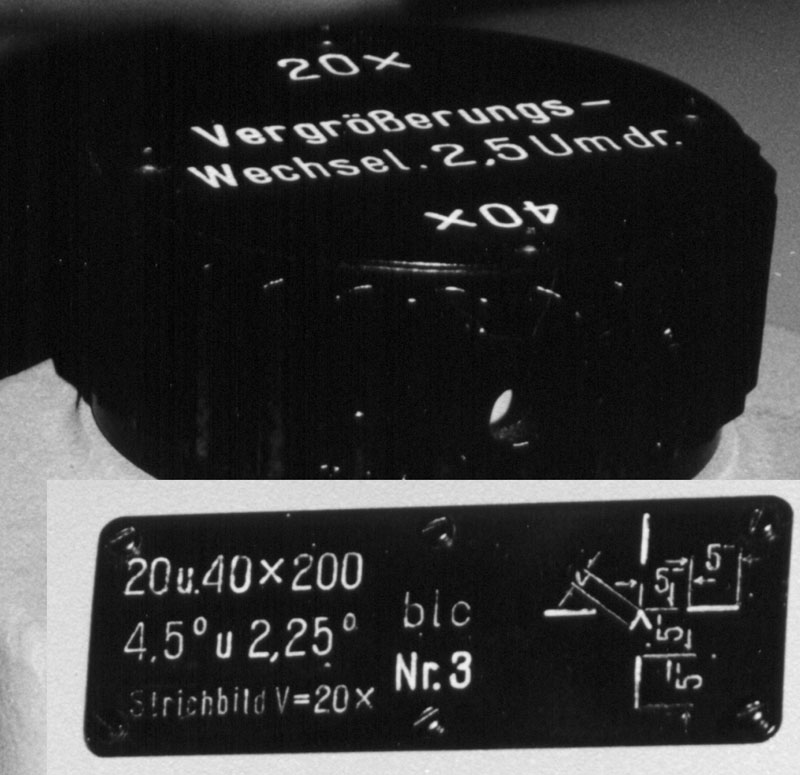 20×
Vergrößerungs–
Wechsel. 2,5 Umdr.
40×
20 u. 40×200
4,5° u 2,25°
Strichbild V=20×
blc
Nr. 3
5
5
5
5